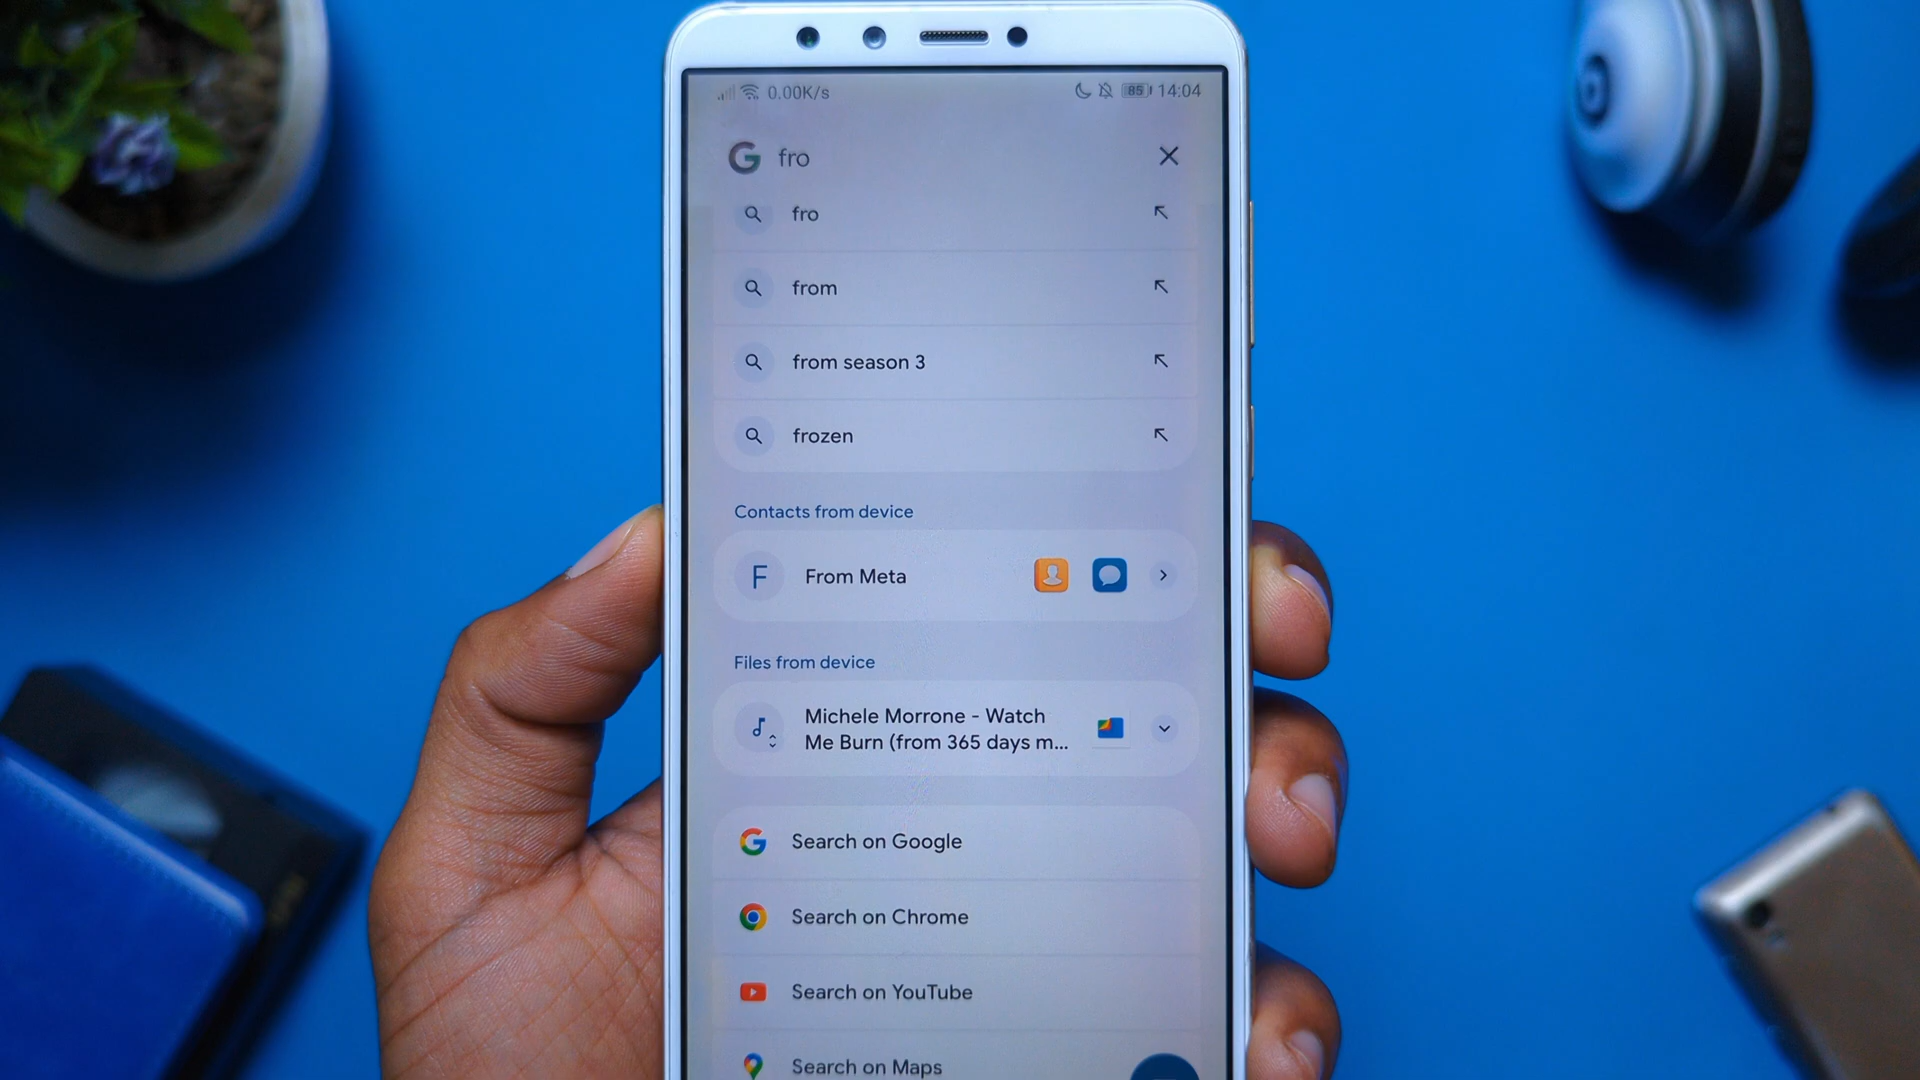 0.00K/s 85 14:04
G fro
fro
from
from season 3
frozen
Contacts from device
F From Meta
Files from device
Michele Morrone - Watch
Me Burn (from 365 days m...
Search on Google
Search on Chrome
Search on YouTube
Search on Maps